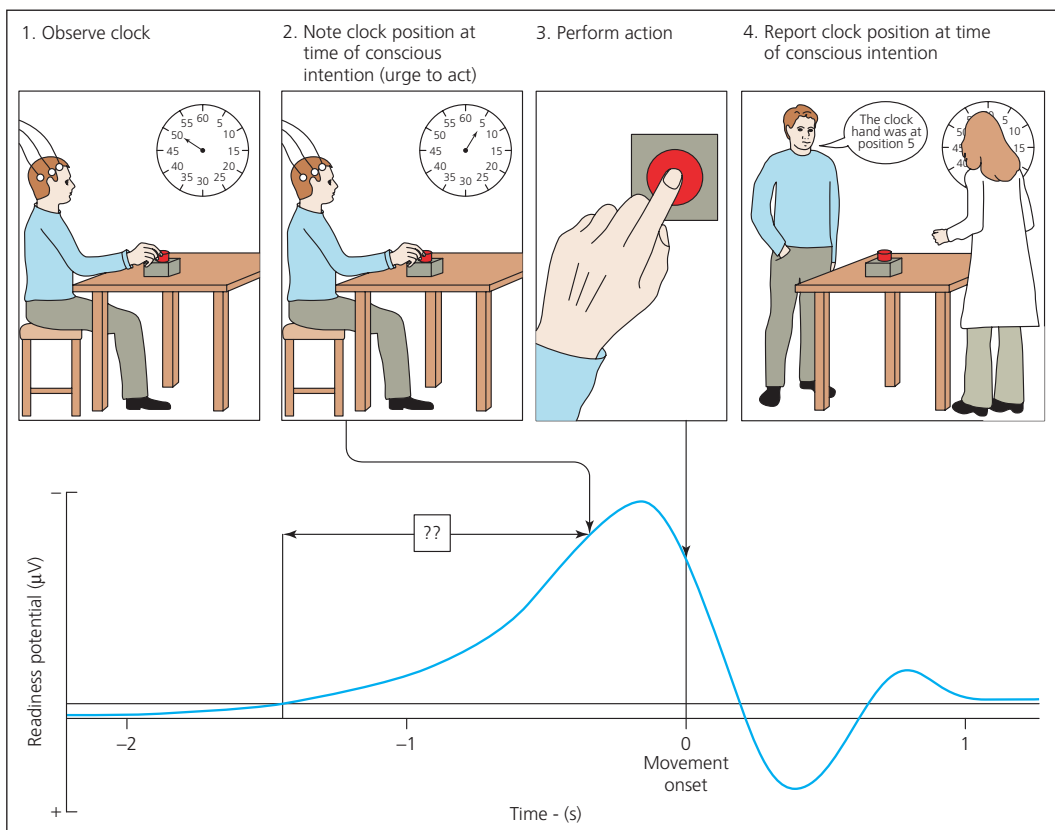 1. Observe clock
2. Note clock position at
time of conscious
intention (urge to act)
3. Perform action
4. Report clock position at time
of conscious intention
60
5
10
15
20
25
30
35
40
45
50
55
60
5
10
15
20
25
30
35
40
45
50
55
The clock
hand was at
position 5
10
15
45
50
55
??
Readiness potential (μV)
–
+
–2
–1
0
1
Movement
onset
Time - (s)